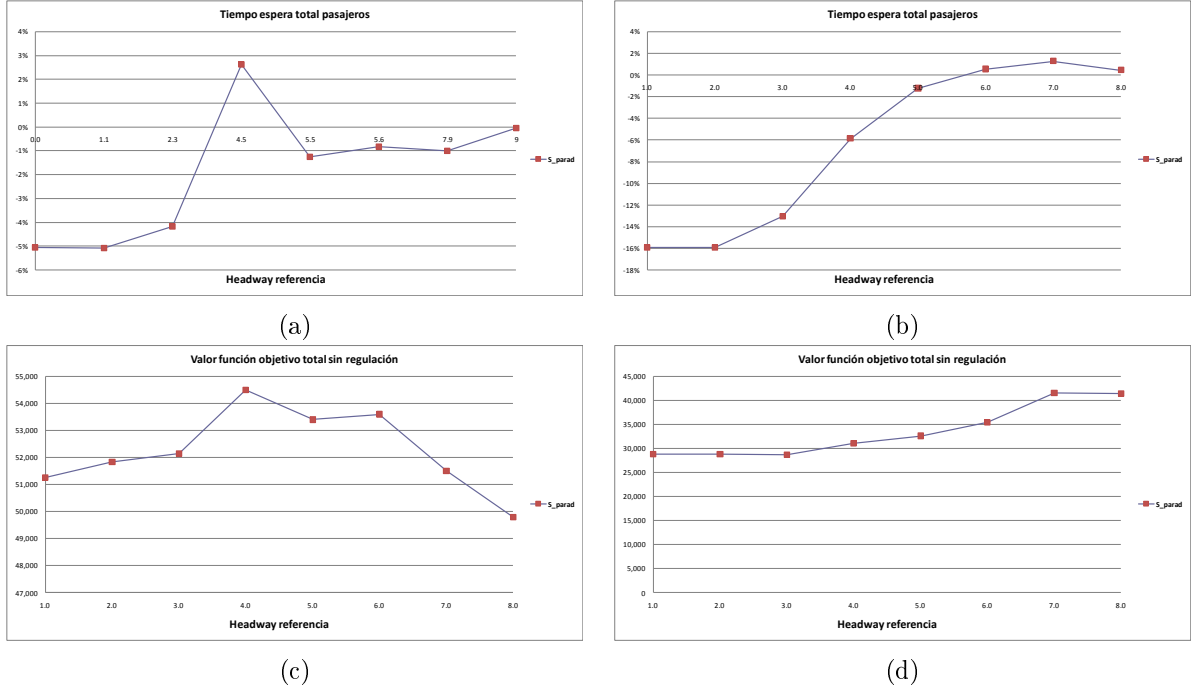 Tiempo espera total pasajeros
4%
3%
2%
1%
0%
-1%
-2%
-3%
-4%
-5%
-6%
0.0 1.1 2.3 4.5 5.5 5.6 7.9 9
S_parad
Headway referencia
(a)
Tiempo espera total pasajeros
4%
2%
0%
-2%
-4%
-6%
-8%
-10%
-12%
-14%
-16%
-18%
1.0 2.0 3.0 4.0 5.0 6.0 7.0 8.0
S_parad
Headway referencia
(b)
Valor función objetivo total sin regulación
55,000
54,000
53,000
52,000
51,000
50,000
49,000
48,000
47,000
1.0 2.0 3.0 4.0 5.0 6.0 7.0 8.0
S_parad
Headway referencia
(c)
Valor función objetivo total sin regulación
45,000
40,000
35,000
30,000
25,000
20,000
15,000
10,000
5,000
0
1.0 2.0 3.0 4.0 5.0 6.0 7.0 8.0
S_parad
Headway referencia
(d)